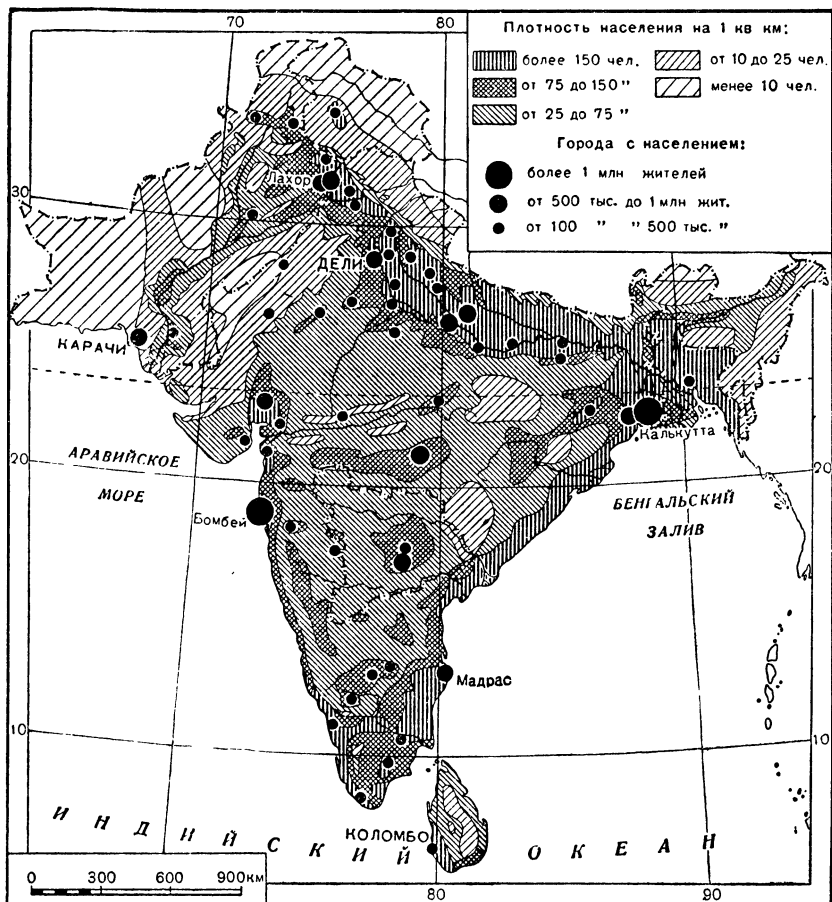 70
80
Плотность населения на 1 кв км:
более 150 чел.
от 10 до 25 чел.
от 75 до 150 "
менее 10 чел.
от 25 до 75 "
Города с населением:
более 1 млн жителей
от 500 тыс. до 1 млн жит.
от 100 " " 500 тыс. "
30
30
Лахор
ДЕЛИ
КАРАЧИ
Калькутта
20
20
АРАВИЙСКОЕ
МОРЕ
БЕНГАЛЬСКИЙ
ЗАЛИВ
Бомбей
Мадрас
10
10
КОЛОМБО
ИНДИЙСКИЙ ОКЕАН
0 300 600 900КМ
80
90